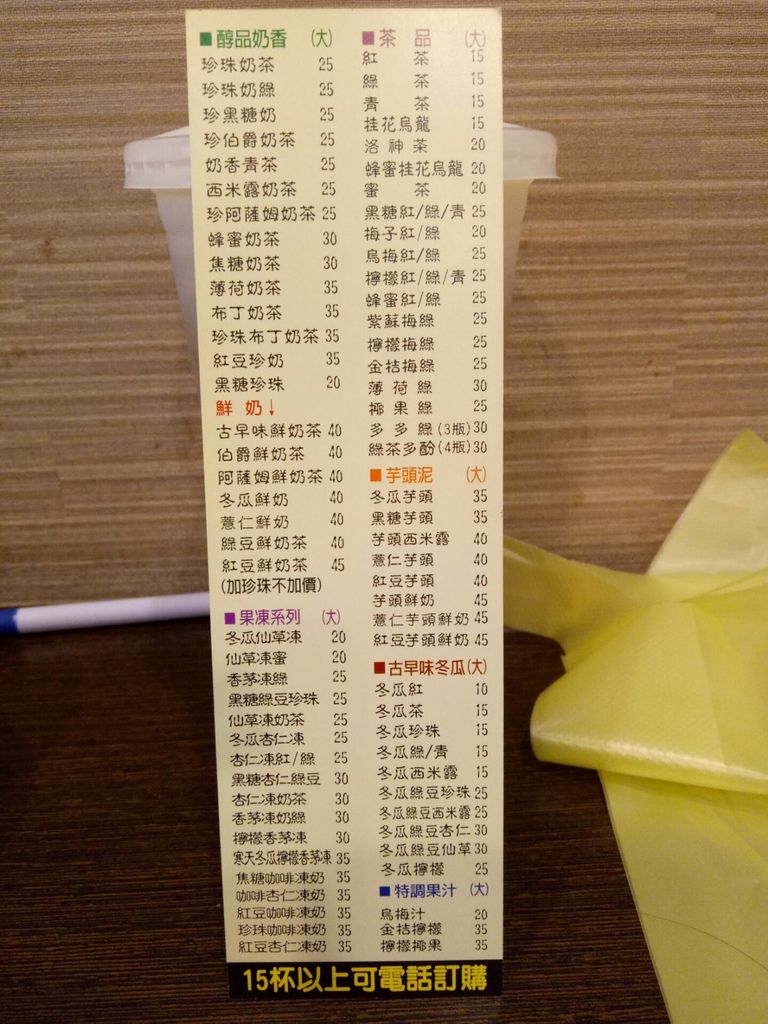 ■醇品奶香 (大)
珍珠奶茶 25
珍珠奶綠 25
珍黑糖奶 25
珍伯爵奶茶 25
奶香青茶 25
西米露奶茶 25
珍阿薩姆奶茶 25
蜂蜜奶茶 30
焦糖奶茶 30
薄荷奶茶 35
布丁奶茶 35
珍珠布丁奶茶 35
紅豆珍奶 35
黑糖珍珠 20
鮮奶↓
古早味鮮奶茶 40
伯爵鮮奶茶 40
阿薩姆鮮奶茶 40
冬瓜鮮奶 40
薏仁鮮奶 40
綠豆鮮奶茶 40
紅豆鮮奶茶 45
(加珍珠不加價)
■果凍系列 (大)
冬瓜仙草凍 20
仙草凍蜜 20
香茅凍綠 25
黑糖綠豆珍珠 25
仙草凍奶茶 25
冬瓜杏仁凍 25
杏仁凍紅/綠 25
黑糖杏仁綠豆 30
杏仁凍奶茶 30
香茅凍奶綠 30
檸檬香茅凍 30
寒天冬瓜檸檬香茅凍 35
焦糖咖啡凍奶 35
咖啡杏仁凍奶 35
紅豆咖啡凍奶 35
珍珠咖啡凍奶 35
紅豆杏仁凍奶 35
■茶品 (大)
紅茶 15
綠茶 15
青茶 15
桂花烏龍 15
洛神茶 20
蜂蜜桂花烏龍 20
蜜茶 20
黑糖紅/綠/青 25
梅子紅/綠 20
烏梅紅/綠 25
檸檬紅/綠/青 25
蜂蜜紅/綠 25
紫蘇梅綠 25
檸檬梅綠 25
金桔梅綠 25
薄荷綠 30
椰果綠 25
多多綠(3瓶) 30
綠茶多酚(4瓶) 30
■芋頭泥 (大)
冬瓜芋頭 35
黑糖芋頭 35
芋頭西米露 40
薏仁芋頭 40
紅豆芋頭 40
芋頭鮮奶 45
薏仁芋頭鮮奶 45
紅豆芋頭鮮奶 45
■古早味冬瓜(大)
冬瓜紅 10
冬瓜茶 15
冬瓜珍珠 15
冬瓜綠/青 15
冬瓜西米露 15
冬瓜綠豆珍珠 25
冬瓜綠豆西米露 25
冬瓜綠豆杏仁 30
冬瓜綠豆仙草 30
冬瓜檸檬 25
■特調果汁 (大)
烏梅汁 20
金桔檸檬 35
檸檬椰果 35
15杯以上可電話訂購